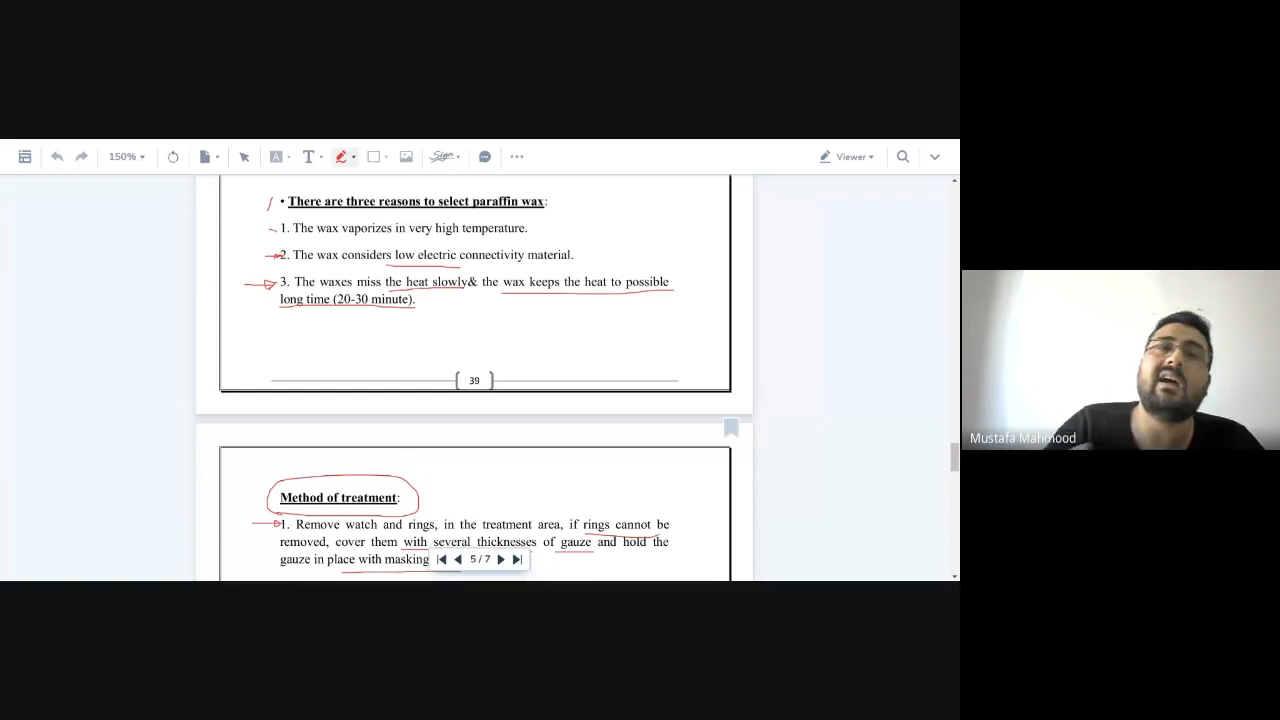 150%
T
Sign
Viewer
• There are three reasons to select paraffin wax:
1. The wax vaporizes in very high temperature.
2. The wax considers low electric connectivity material.
3. The waxes miss the heat slowly& the wax keeps the heat to possible
long time (20-30 minute).
39
Method of treatment:
1. Remove watch and rings, in the treatment area, if rings cannot be
removed, cover them with several thicknesses of gauze and hold the
gauze in place with masking
5 / 7
Mustafa Mahmood